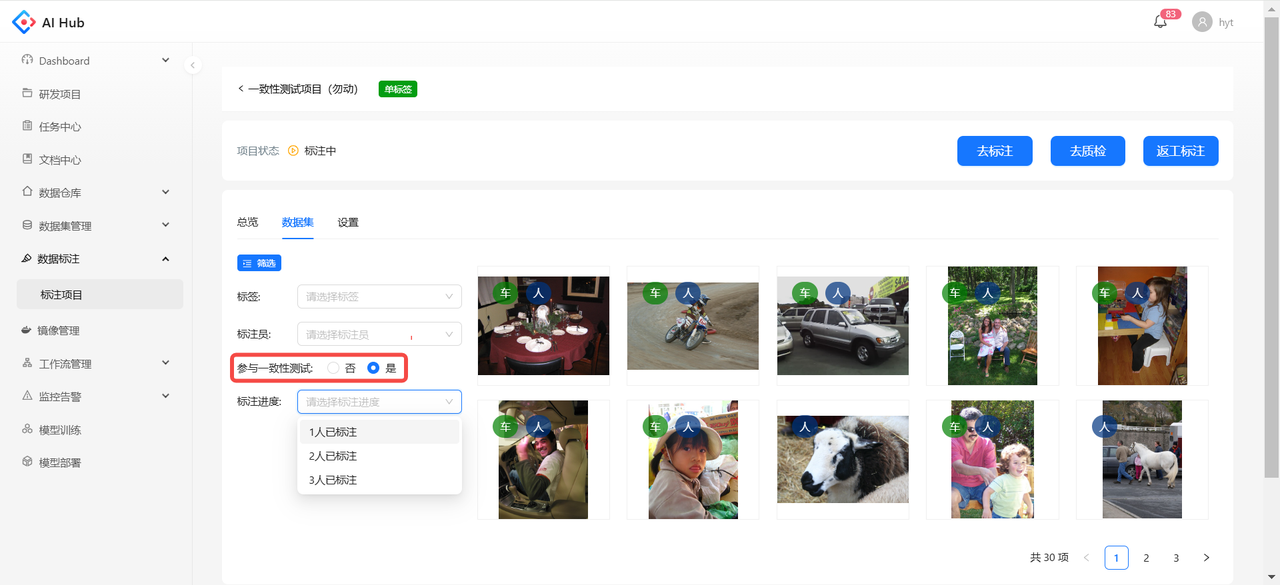 AI Hub
83
hyt
Dashboard
研发项目
任务中心
文档中心
数据仓库
数据集管理
数据标注
标注项目
镜像管理
工作流管理
监控告警
模型训练
模型部署
一致性测试项目（勿动） 单标签
项目状态 标注中
去标注 去质检 返工标注
总览 数据集 设置
筛选
标签: 请选择标签
标注员: 请选择标注员
参与一致性测试: 否 是
标注进度: 请选择标注进度
1人已标注
2人已标注
3人已标注
车 人 车 人 车 人 车 人 车 人
车 人 车 人 人 车 人 人
共 30 项 1 2 3